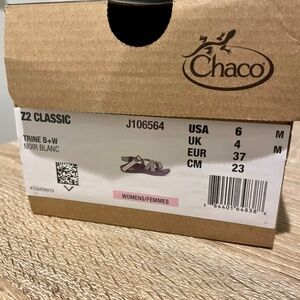 Chaco
Z2 CLASSIC J106564
TRINE B+W
NOIR BLANC
USA 6 M
UK 4 M
EUR 37
CM 23
WOMENS/FEMMES